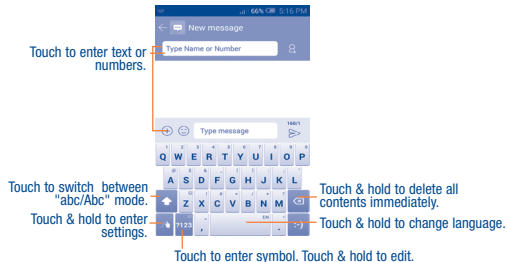 66% 5:16 PM
New message
Type Name or Number
Touch to enter text or
numbers.
Type message
160/1
Q W E R T Y U I O P
A S D F G H J K L
Touch to switch between
"abc/Abc" mode.
Z X C V B N M
Touch & hold to delete all
contents immediately.
Touch & hold to enter
settings.
?123 , EN . :-)
Touch & hold to change language.
Touch to enter symbol. Touch & hold to edit.